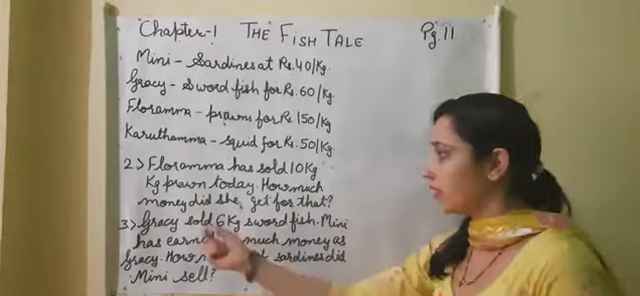 Chapter-1 THE FISH TALE Pg.11
Mini - Sardines at Rs.40/Kg.
Gracy - Sword fish for Rs.60/Kg.
Floramma - prawns for Rs 150/Kg
Karuthamma - squid for Rs.50/Kg.
2> Floramma has sold 10Kg
Kg prawn today. How much
money did she get for that?
3> Gracy sold 6Kg sword fish. Mini
has earn much money as
Gracy. How sardines did
Mini sell?